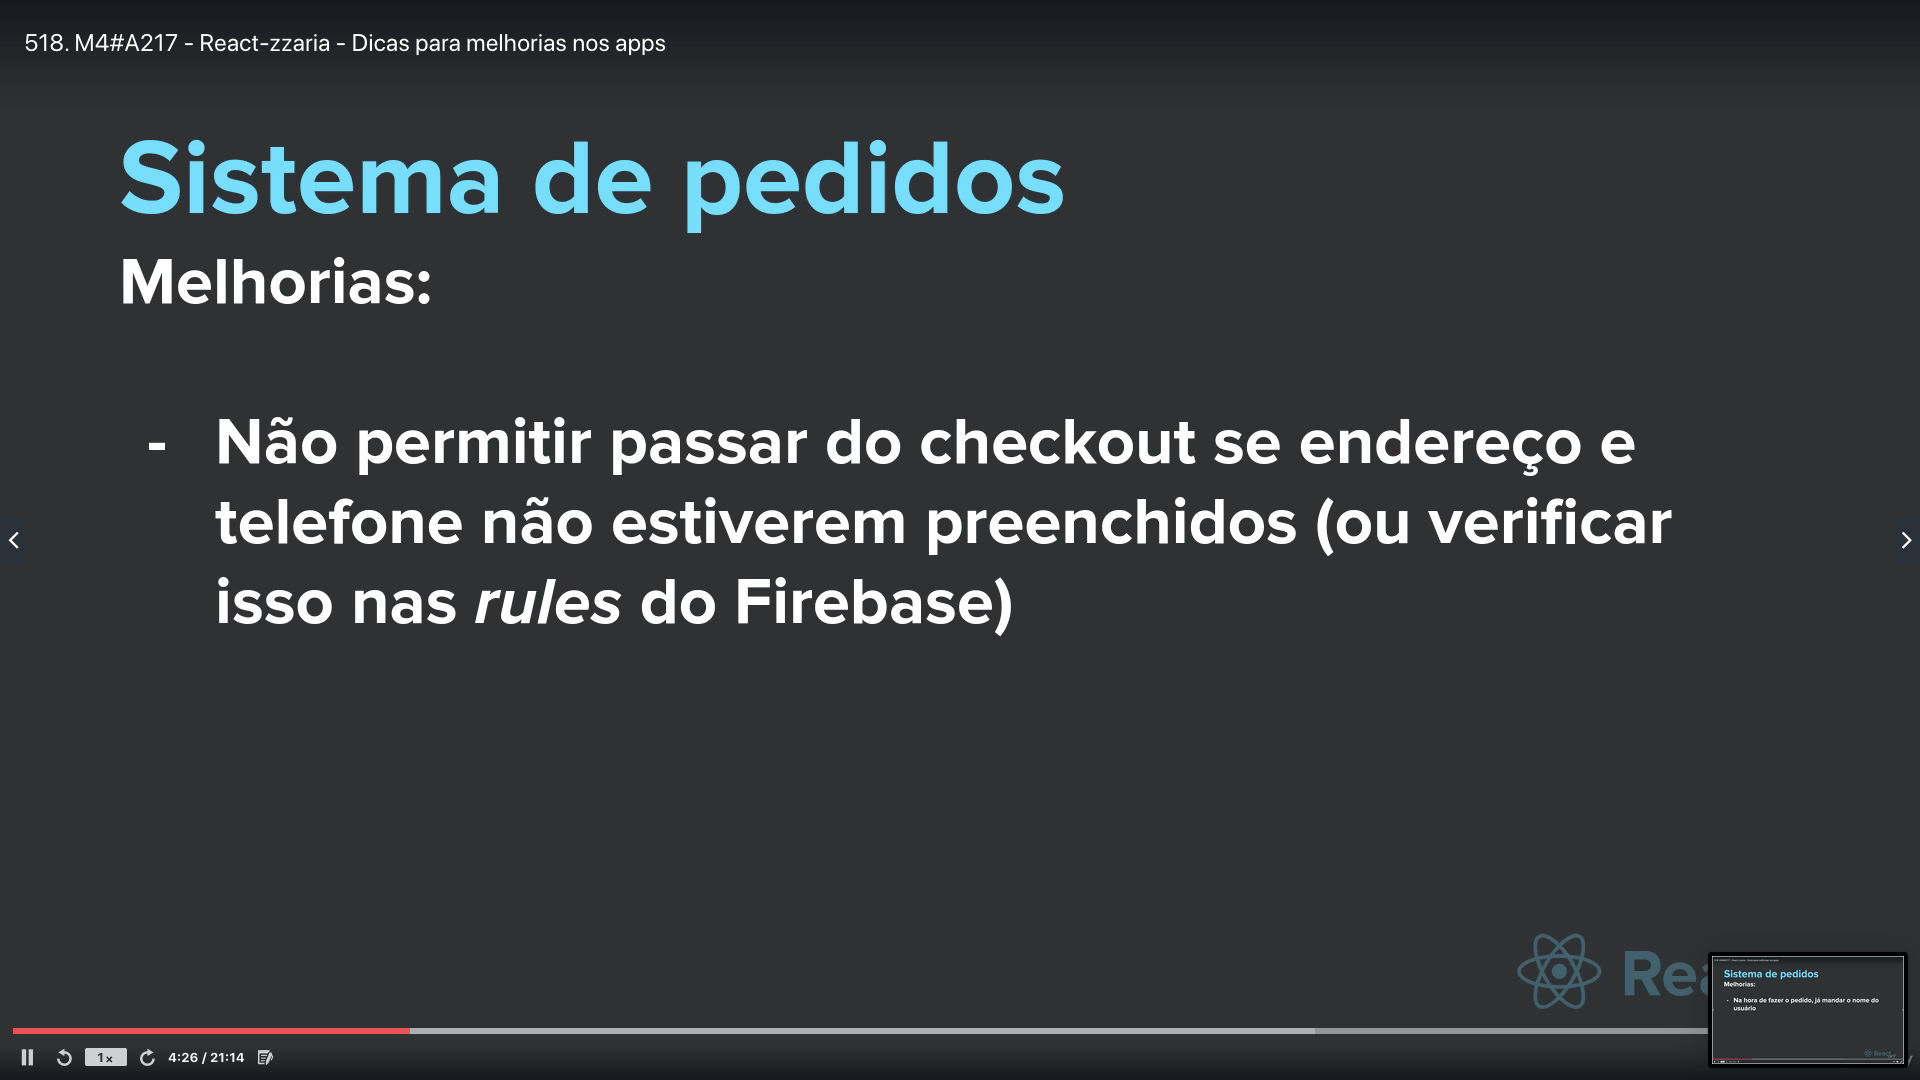 518. M4#A217 - React-zzaria - Dicas para melhorias nos apps
Sistema de pedidos
Melhorias:
- Não permitir passar do checkout se endereço e
telefone não estiverem preenchidos (ou verificar
isso nas rules do Firebase)
Rea
Sistema de pedidos
Melhorias:
- Na hora de fazer o pedido, já mandar o nome do
usuário
React
1x
4:26 / 21:14